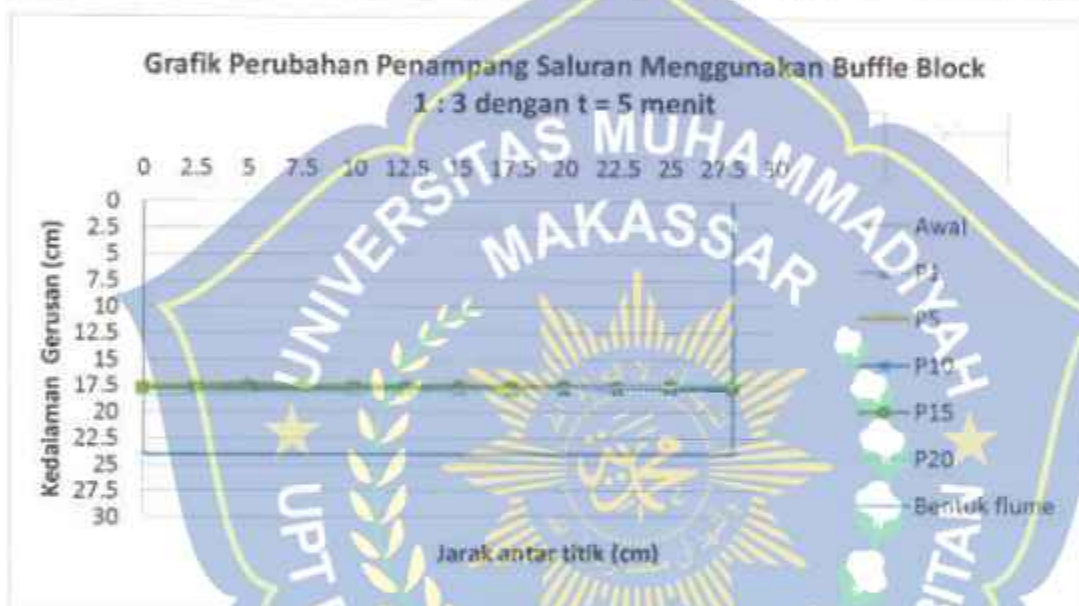 Grafik Perubahan Penampang Saluran Menggunakan Buffle Block
1 : 3 dengan t = 5 menit
0 2.5 5 7.5 10 12.5 15 17.5 20 22.5 25 27.5 30
Kedalaman Gerusan (cm)
0
2.5
5
7.5
10
12.5
15
17.5
20
22.5
25
27.5
30
Jarak antar titik (cm)
Awal
P1
P5
P10
P15
P20
Bentuk flume
UNIVERSITAS MUHAMMADIYAH
MAKASSAR
UPT